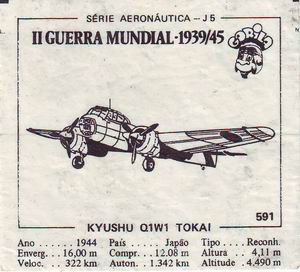 SÉRIE AERONÁUTICA - J5
II GUERRA MUNDIAL - 1939/45
591
KYUSHU Q1W1 TOKAI
Ano ..... 1944 País ..... Japão Tipo .... Reconh.
Enverg. .. 16,00 m Compr. .. 12.08 m Altura ..... 4,11 m
Veloc. ... 322 km Auton. . 1.342 km Altitude . 4.490 m